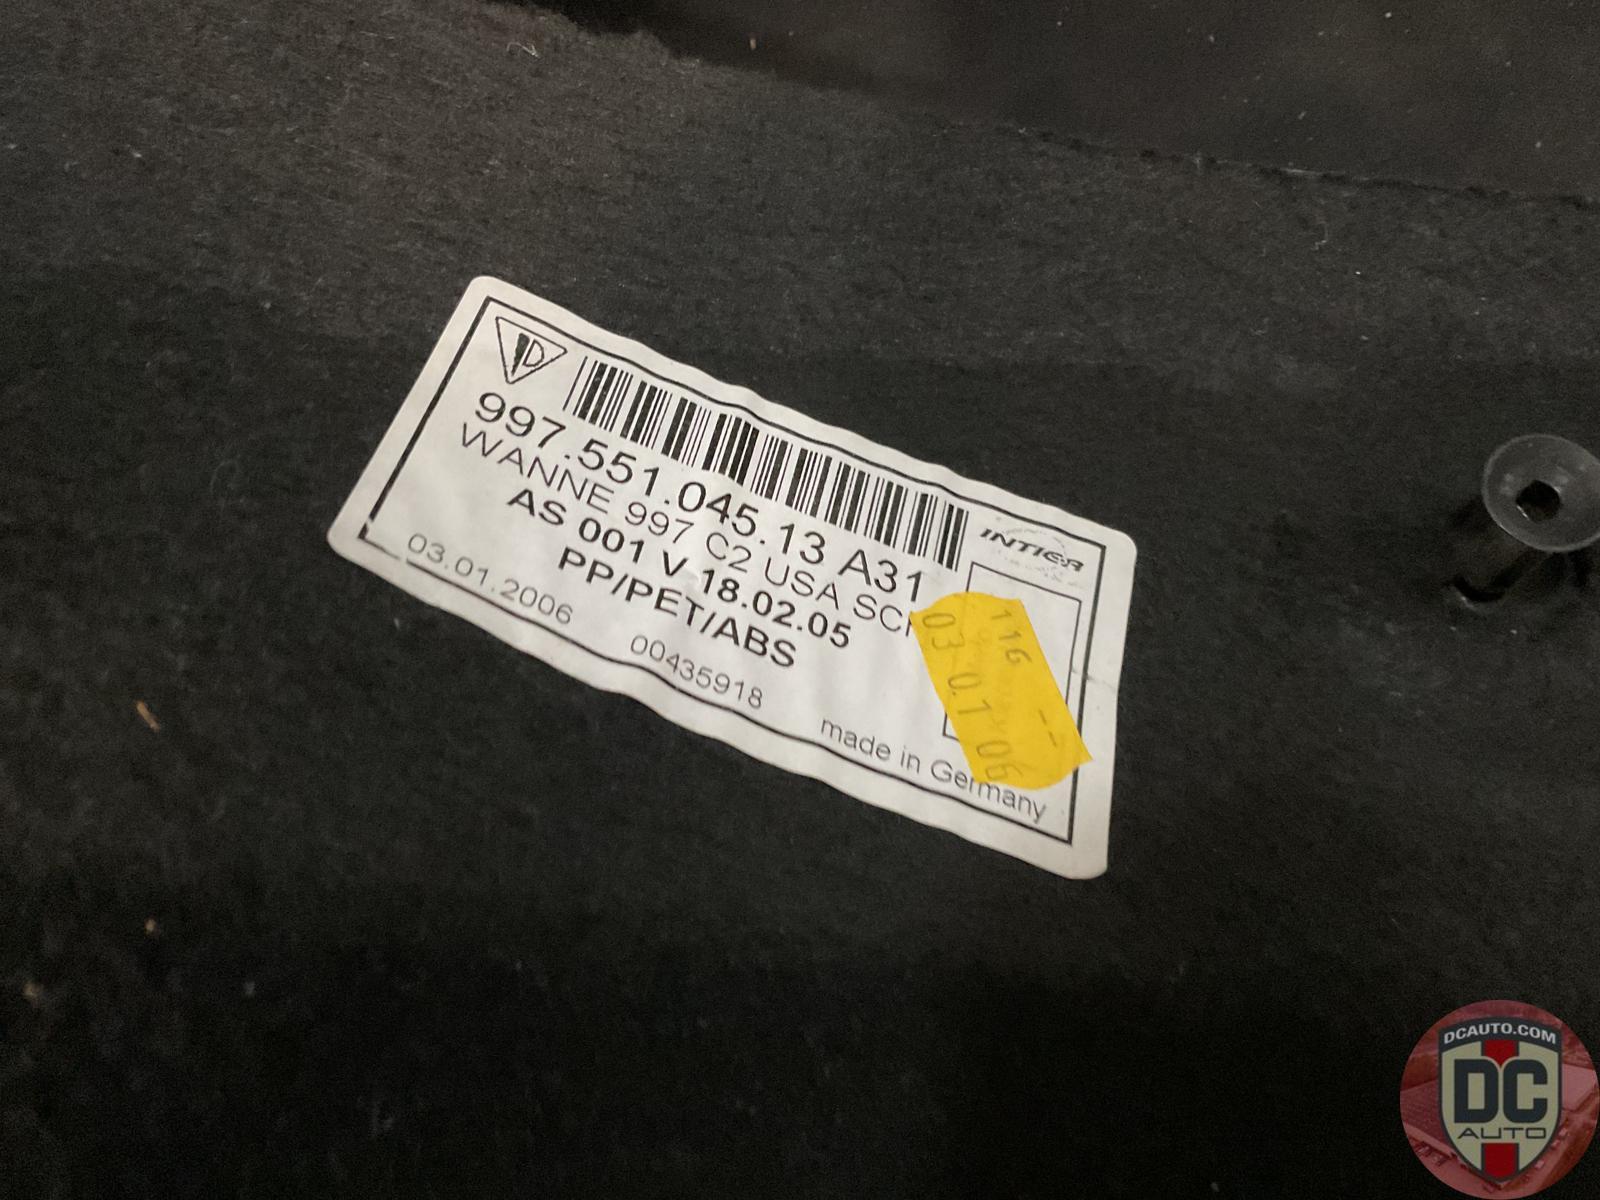 997.551.045.13 A31
INTIER
WANNE 997 C2 USA
AS 001 V 18.02.05
PP/PET/ABS
03.01.2006
00435918
made in Germany
116 --
03 01 06
DCAUTO.COM
DC
AUTO